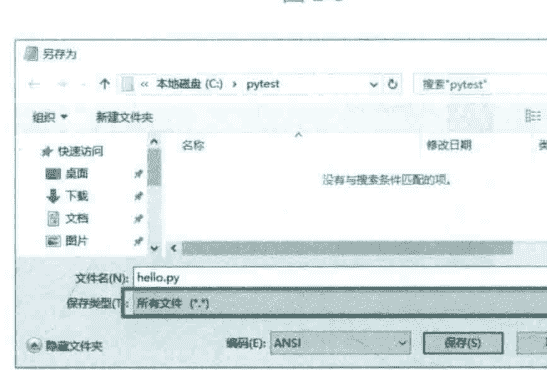 另存为
« 本地磁盘 (C:) › pytest
搜索"pytest"
组织
新建文件夹
快速访问
桌面
下载
文档
图片
名称
修改日期
没有与搜索条件匹配的项。
文件名(N): hello.py
保存类型(T): 所有文件 (*.*)
隐藏文件夹
编码(E): ANSI
保存(S)